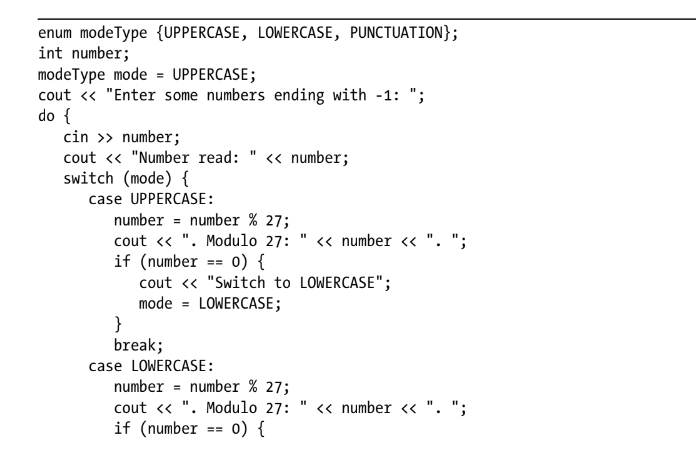 enum modeType {UPPERCASE, LOWERCASE, PUNCTUATION};
int number;
modeType mode = UPPERCASE;
cout << "Enter some numbers ending with -1: ";
do {
   cin >> number;
   cout << "Number read: " << number;
   switch (mode) {
      case UPPERCASE:
         number = number % 27;
         cout << ". Modulo 27: " << number << ". ";
         if (number == 0) {
            cout << "Switch to LOWERCASE";
            mode = LOWERCASE;
         }
         break;
      case LOWERCASE:
         number = number % 27;
         cout << ". Modulo 27: " << number << ". ";
         if (number == 0) {